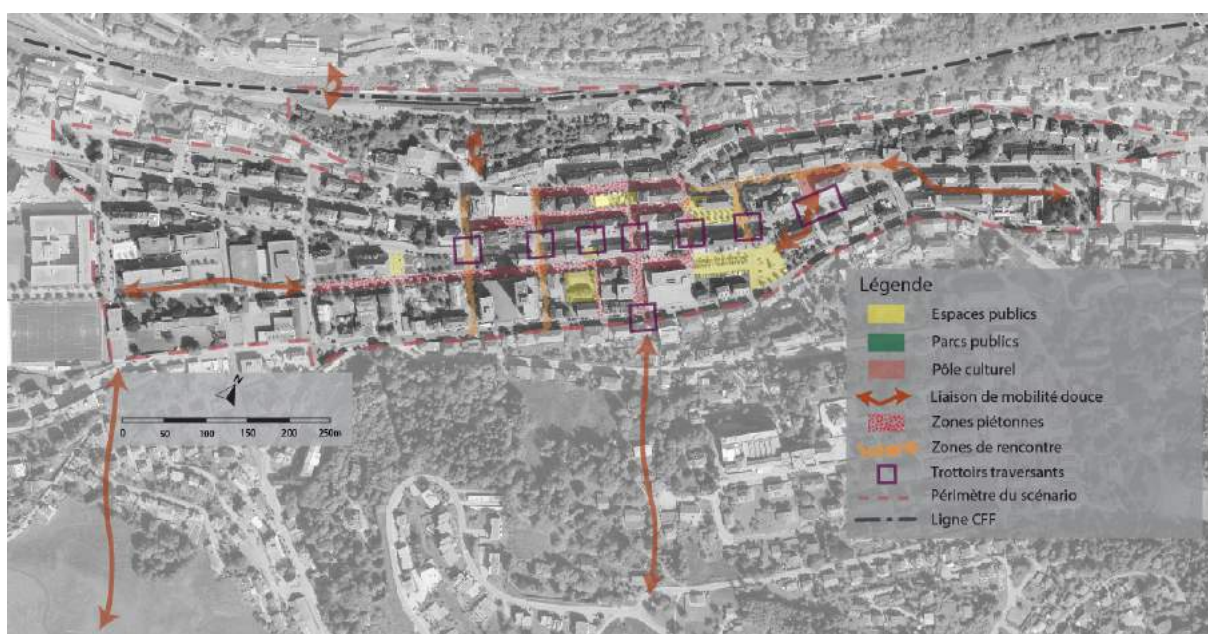 Légende
Espaces publics
Parcs publics
Pôle culturel
Liaison de mobilité douce
Zones piétonnes
Zones de rencontre
Trottoirs traversants
Périmètre du scénario
Ligne CFF
N
0 50 100 150 200 250m